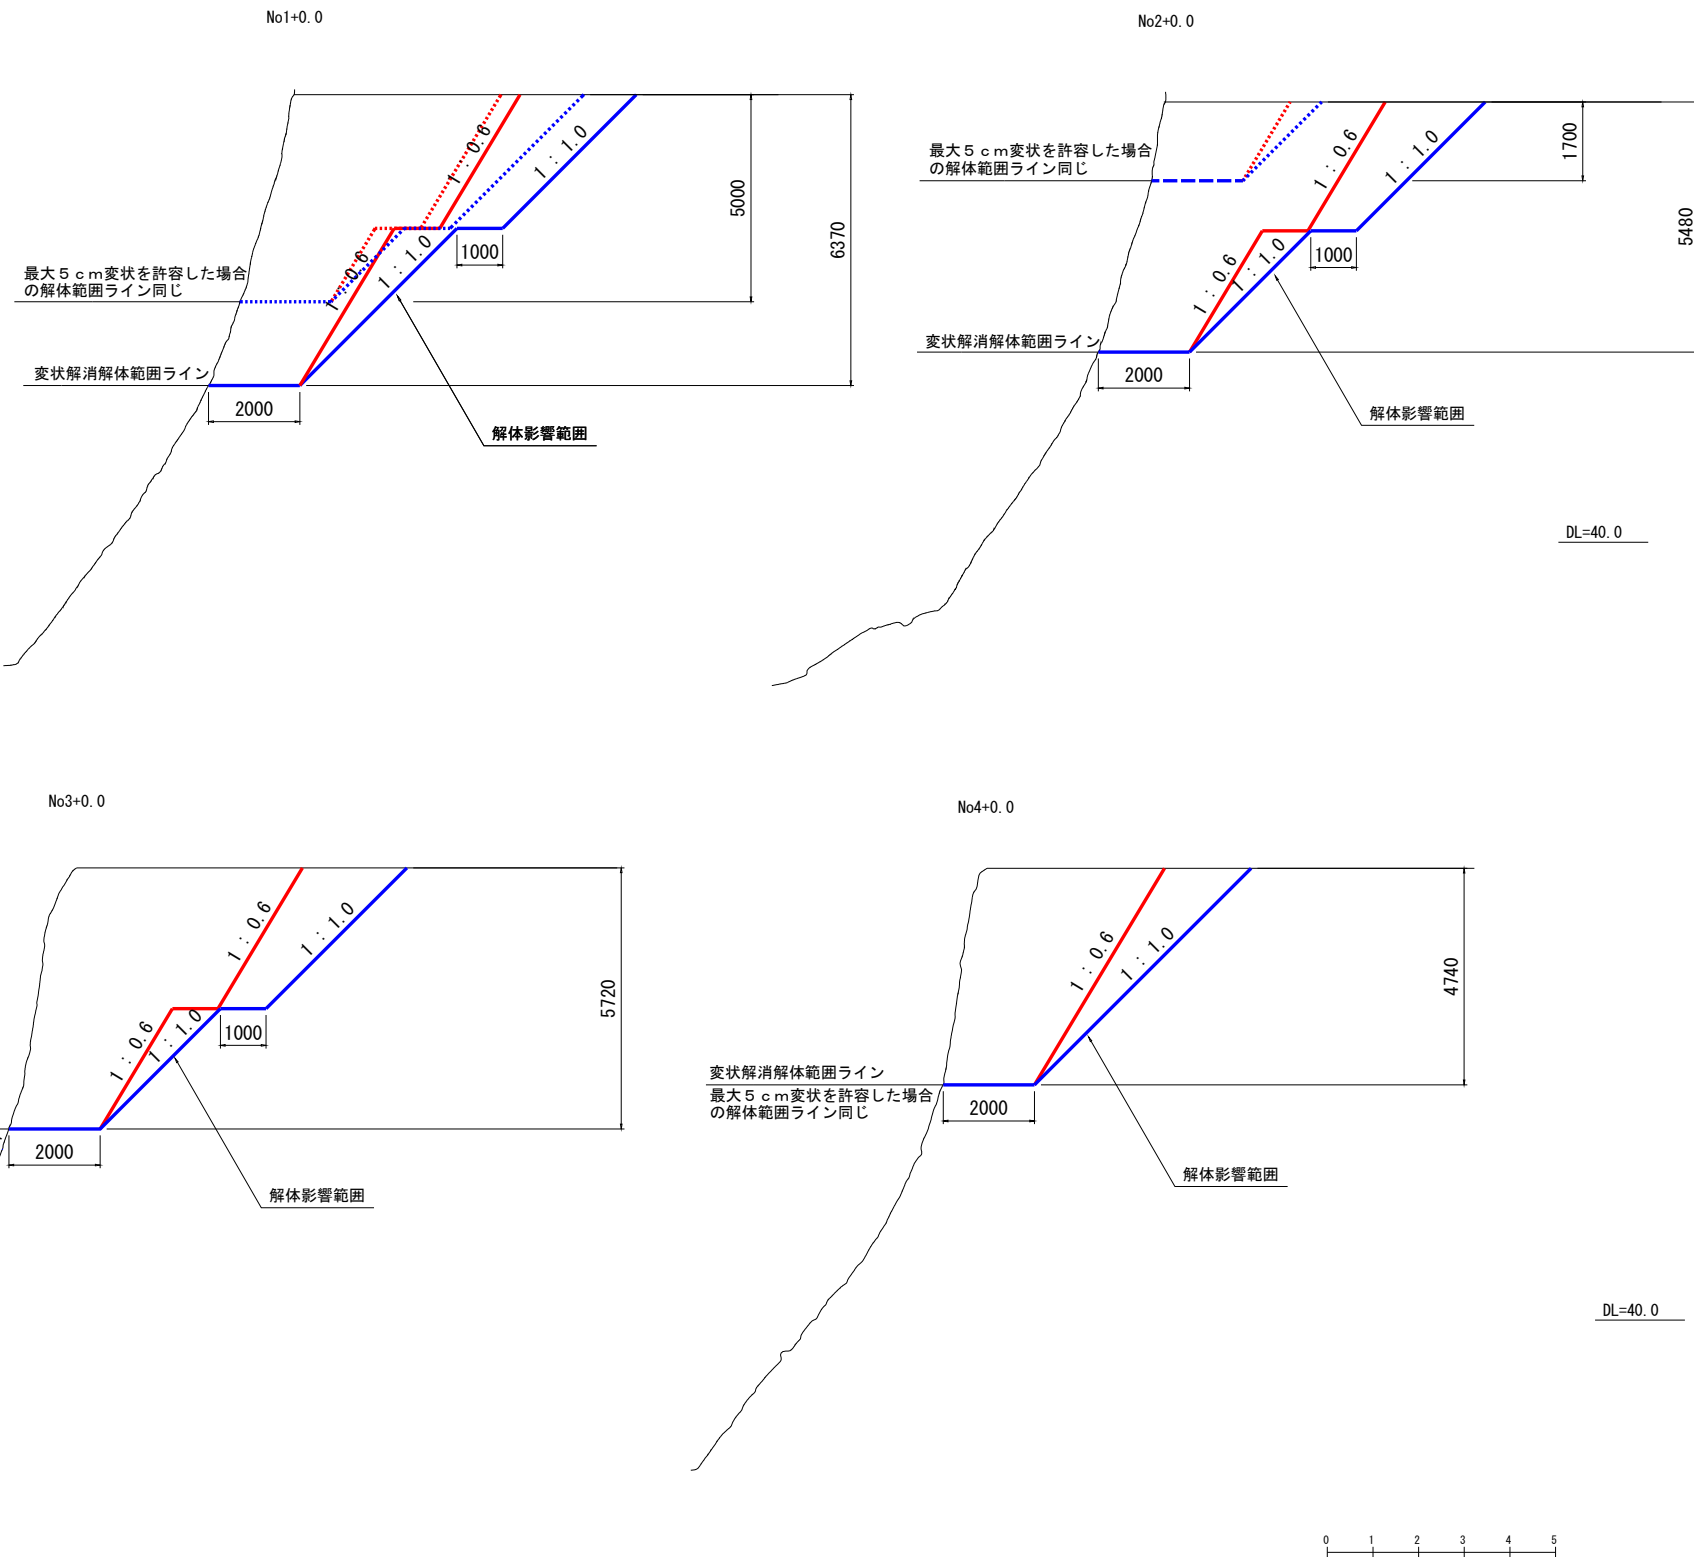 No1+0.0
1 : 0.6
1 : 1.0
5000
6370
1 : 0.6
1 : 1.0
1000
最大5cm変状を許容した場合
の解体範囲ライン同じ
変状解消解体範囲ライン
2000
解体影響範囲
No2+0.0
最大5cm変状を許容した場合
の解体範囲ライン同じ
1 : 0.6
1 : 1.0
1700
5480
1 : 0.6
1 : 1.0
1000
変状解消解体範囲ライン
2000
解体影響範囲
DL=40.0
No3+0.0
1 : 0.6
1 : 1.0
5720
1 : 0.6
1 : 1.0
1000
2000
解体影響範囲
No4+0.0
1 : 0.6
1 : 1.0
4740
変状解消解体範囲ライン
最大5cm変状を許容した場合
の解体範囲ライン同じ
2000
解体影響範囲
DL=40.0
0 1 2 3 4 5